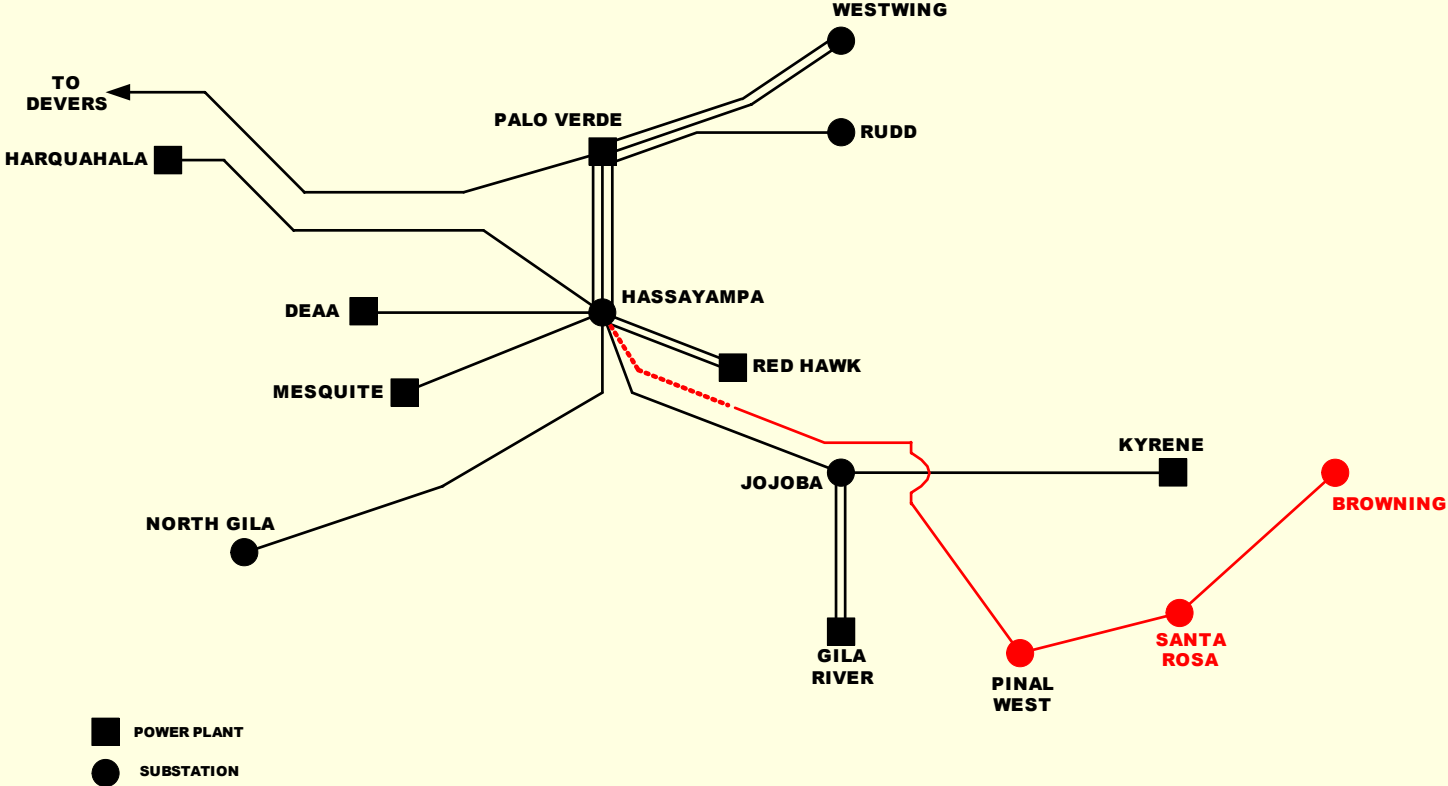 WESTWING
TO
DEVERS
PALO VERDE
RUDD
HARQUAHALA
HASSAYAMPA
DEAA
RED HAWK
MESQUITE
KYRENE
JOJOBA
BROWNING
NORTH GILA
SANTA
ROSA
GILA
RIVER
PINAL
WEST
POWER PLANT
SUBSTATION